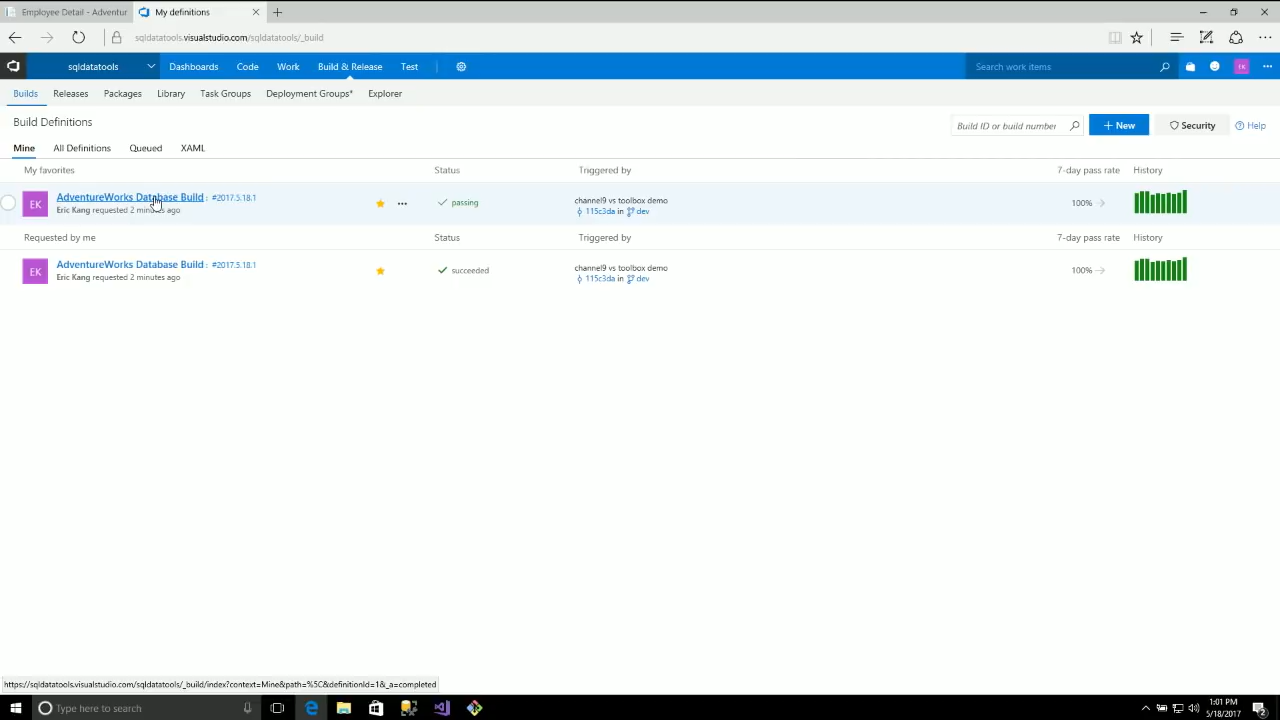 Employee Detail - Adventur
My definitions
sqldatatools.visualstudio.com/sqldatatools/_build
sqldatatools
Dashboards
Code
Work
Build & Release
Test
Search work items
EK
Builds
Releases
Packages
Library
Task Groups
Deployment Groups*
Explorer
Build Definitions
Build ID or build number
+ New
Security
Help
Mine
All Definitions
Queued
XAML
My favorites
Status
Triggered by
7-day pass rate
History
EK
AdventureWorks Database Build : #2017.5.18.1
Eric Kang requested 2 minutes ago
passing
channel9 vs toolbox demo
115c3da in dev
100%
Requested by me
Status
Triggered by
7-day pass rate
History
EK
AdventureWorks Database Build : #2017.5.18.1
Eric Kang requested 2 minutes ago
succeeded
channel9 vs toolbox demo
115c3da in dev
100%
https://sqldatatools.visualstudio.com/sqldatatools/_build/index?context=Mine&path=%5C&definitionId=1&_a=completed
Type here to search
1:01 PM
5/18/2017
2